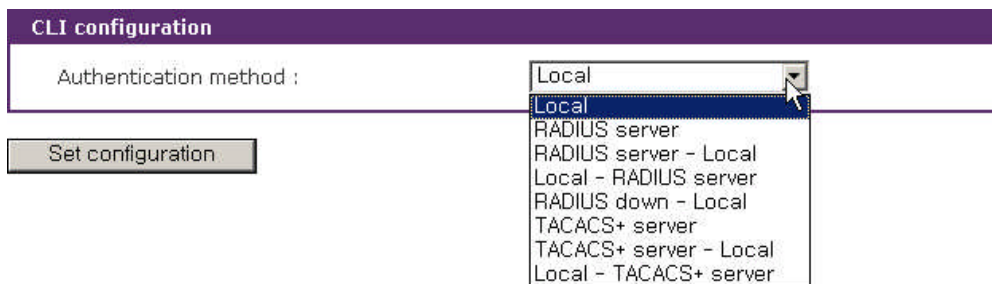 CLI configuration
Authentication method :
Local
Local
RADIUS server
RADIUS server - Local
Local - RADIUS server
RADIUS down - Local
TACACS+ server
TACACS+ server - Local
Local - TACACS+ server
Set configuration